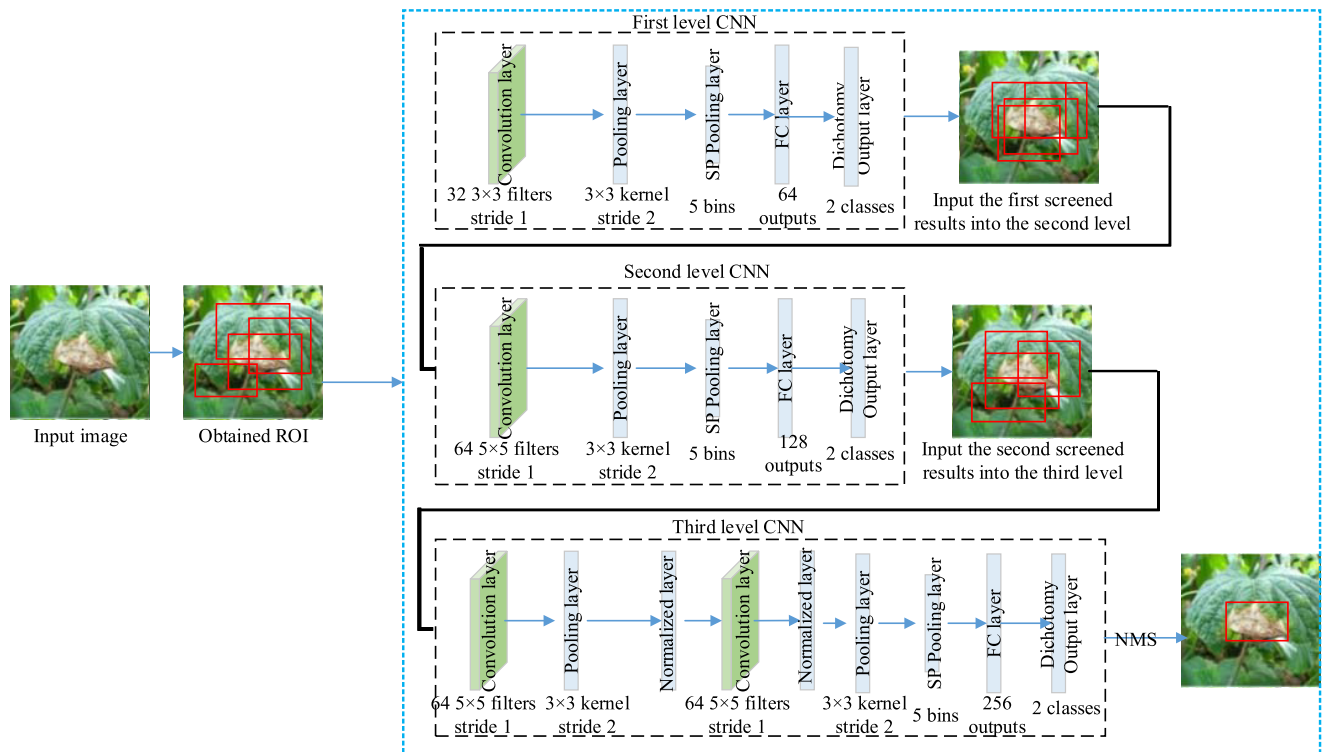 First level CNN
Convolution layer
Pooling layer
SP Pooling layer
FC layer
Dichotomy
Output layer
32 3×3 filters
stride 1
3×3 kernel
stride 2
5 bins
64
outputs
2 classes
Input the first screened
results into the second level
Input image
Obtained ROI
Second level CNN
Convolution layer
Pooling layer
SP Pooling layer
FC layer
Dichotomy
Output layer
64 5×5 filters
stride 1
3×3 kernel
stride 2
5 bins
128
outputs
2 classes
Input the second screened
results into the third level
Third level CNN
Convolution layer
Pooling layer
Normalized layer
Convolution layer
Normalized layer
Pooling layer
SP Pooling layer
FC layer
Dichotomy
Output layer
64 5×5 filters
stride 1
3×3 kernel
stride 2
64 5×5 filters
stride 1
3×3 kernel
stride 2
5 bins
256
outputs
2 classes
NMS